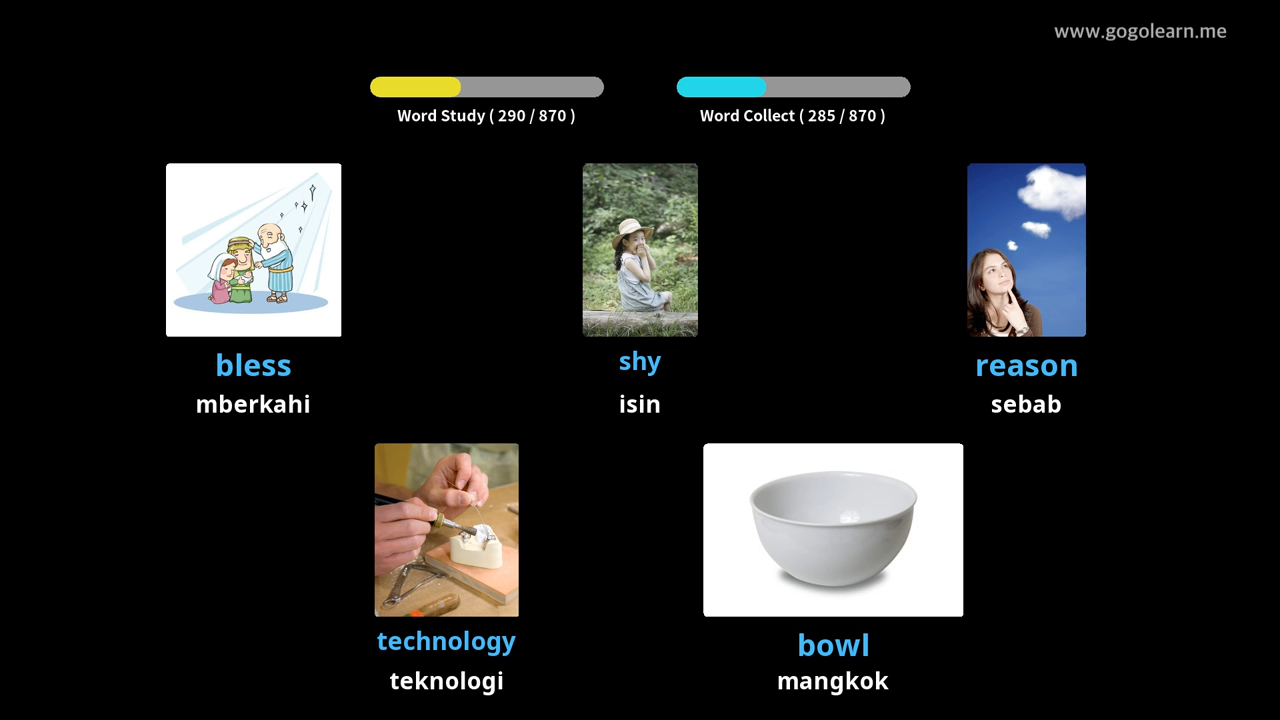 www.gogolearn.me
Word Study ( 290 / 870 )
Word Collect ( 285 / 870 )
bless
mberkahi
shy
isin
reason
sebab
technology
teknologi
bowl
mangkok